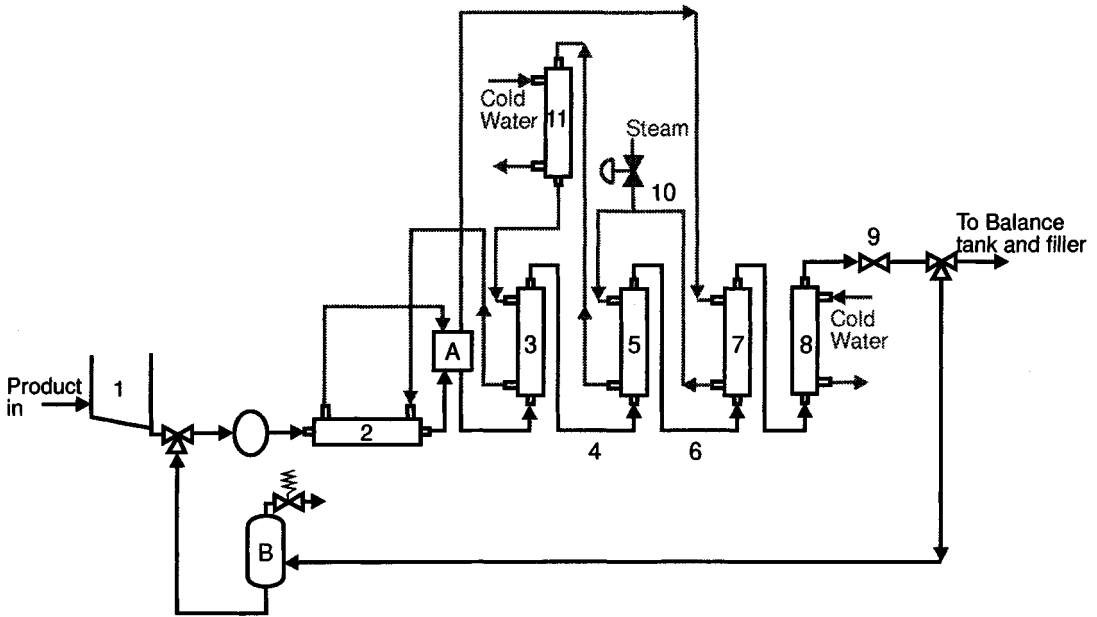 Cold
Water
11
Steam
10
To Balance
tank and filler
9
Product
in
1
A
3
5
7
8
Cold
Water
2
4
6
B